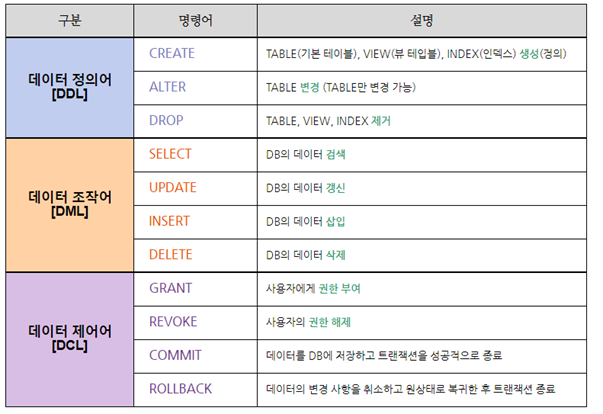 구분 명령어 설명
데이터 정의어
[DDL]
CREATE TABLE(기본 테이블), VIEW(뷰 테입블), INDEX(인덱스) 생성(정의)
ALTER TABLE 변경 (TABLE만 변경 가능)
DROP TABLE, VIEW, INDEX 제거
데이터 조작어
[DML]
SELECT DB의 데이터 검색
UPDATE DB의 데이터 갱신
INSERT DB의 데이터 삽입
DELETE DB의 데이터 삭제
데이터 제어어
[DCL]
GRANT 사용자에게 권한 부여
REVOKE 사용자의 권한 해제
COMMIT 데이터를 DB에 저장하고 트랜잭션을 성공적으로 종료
ROLLBACK 데이터의 변경 사항을 취소하고 원상태로 복귀한 후 트랜잭션 종료